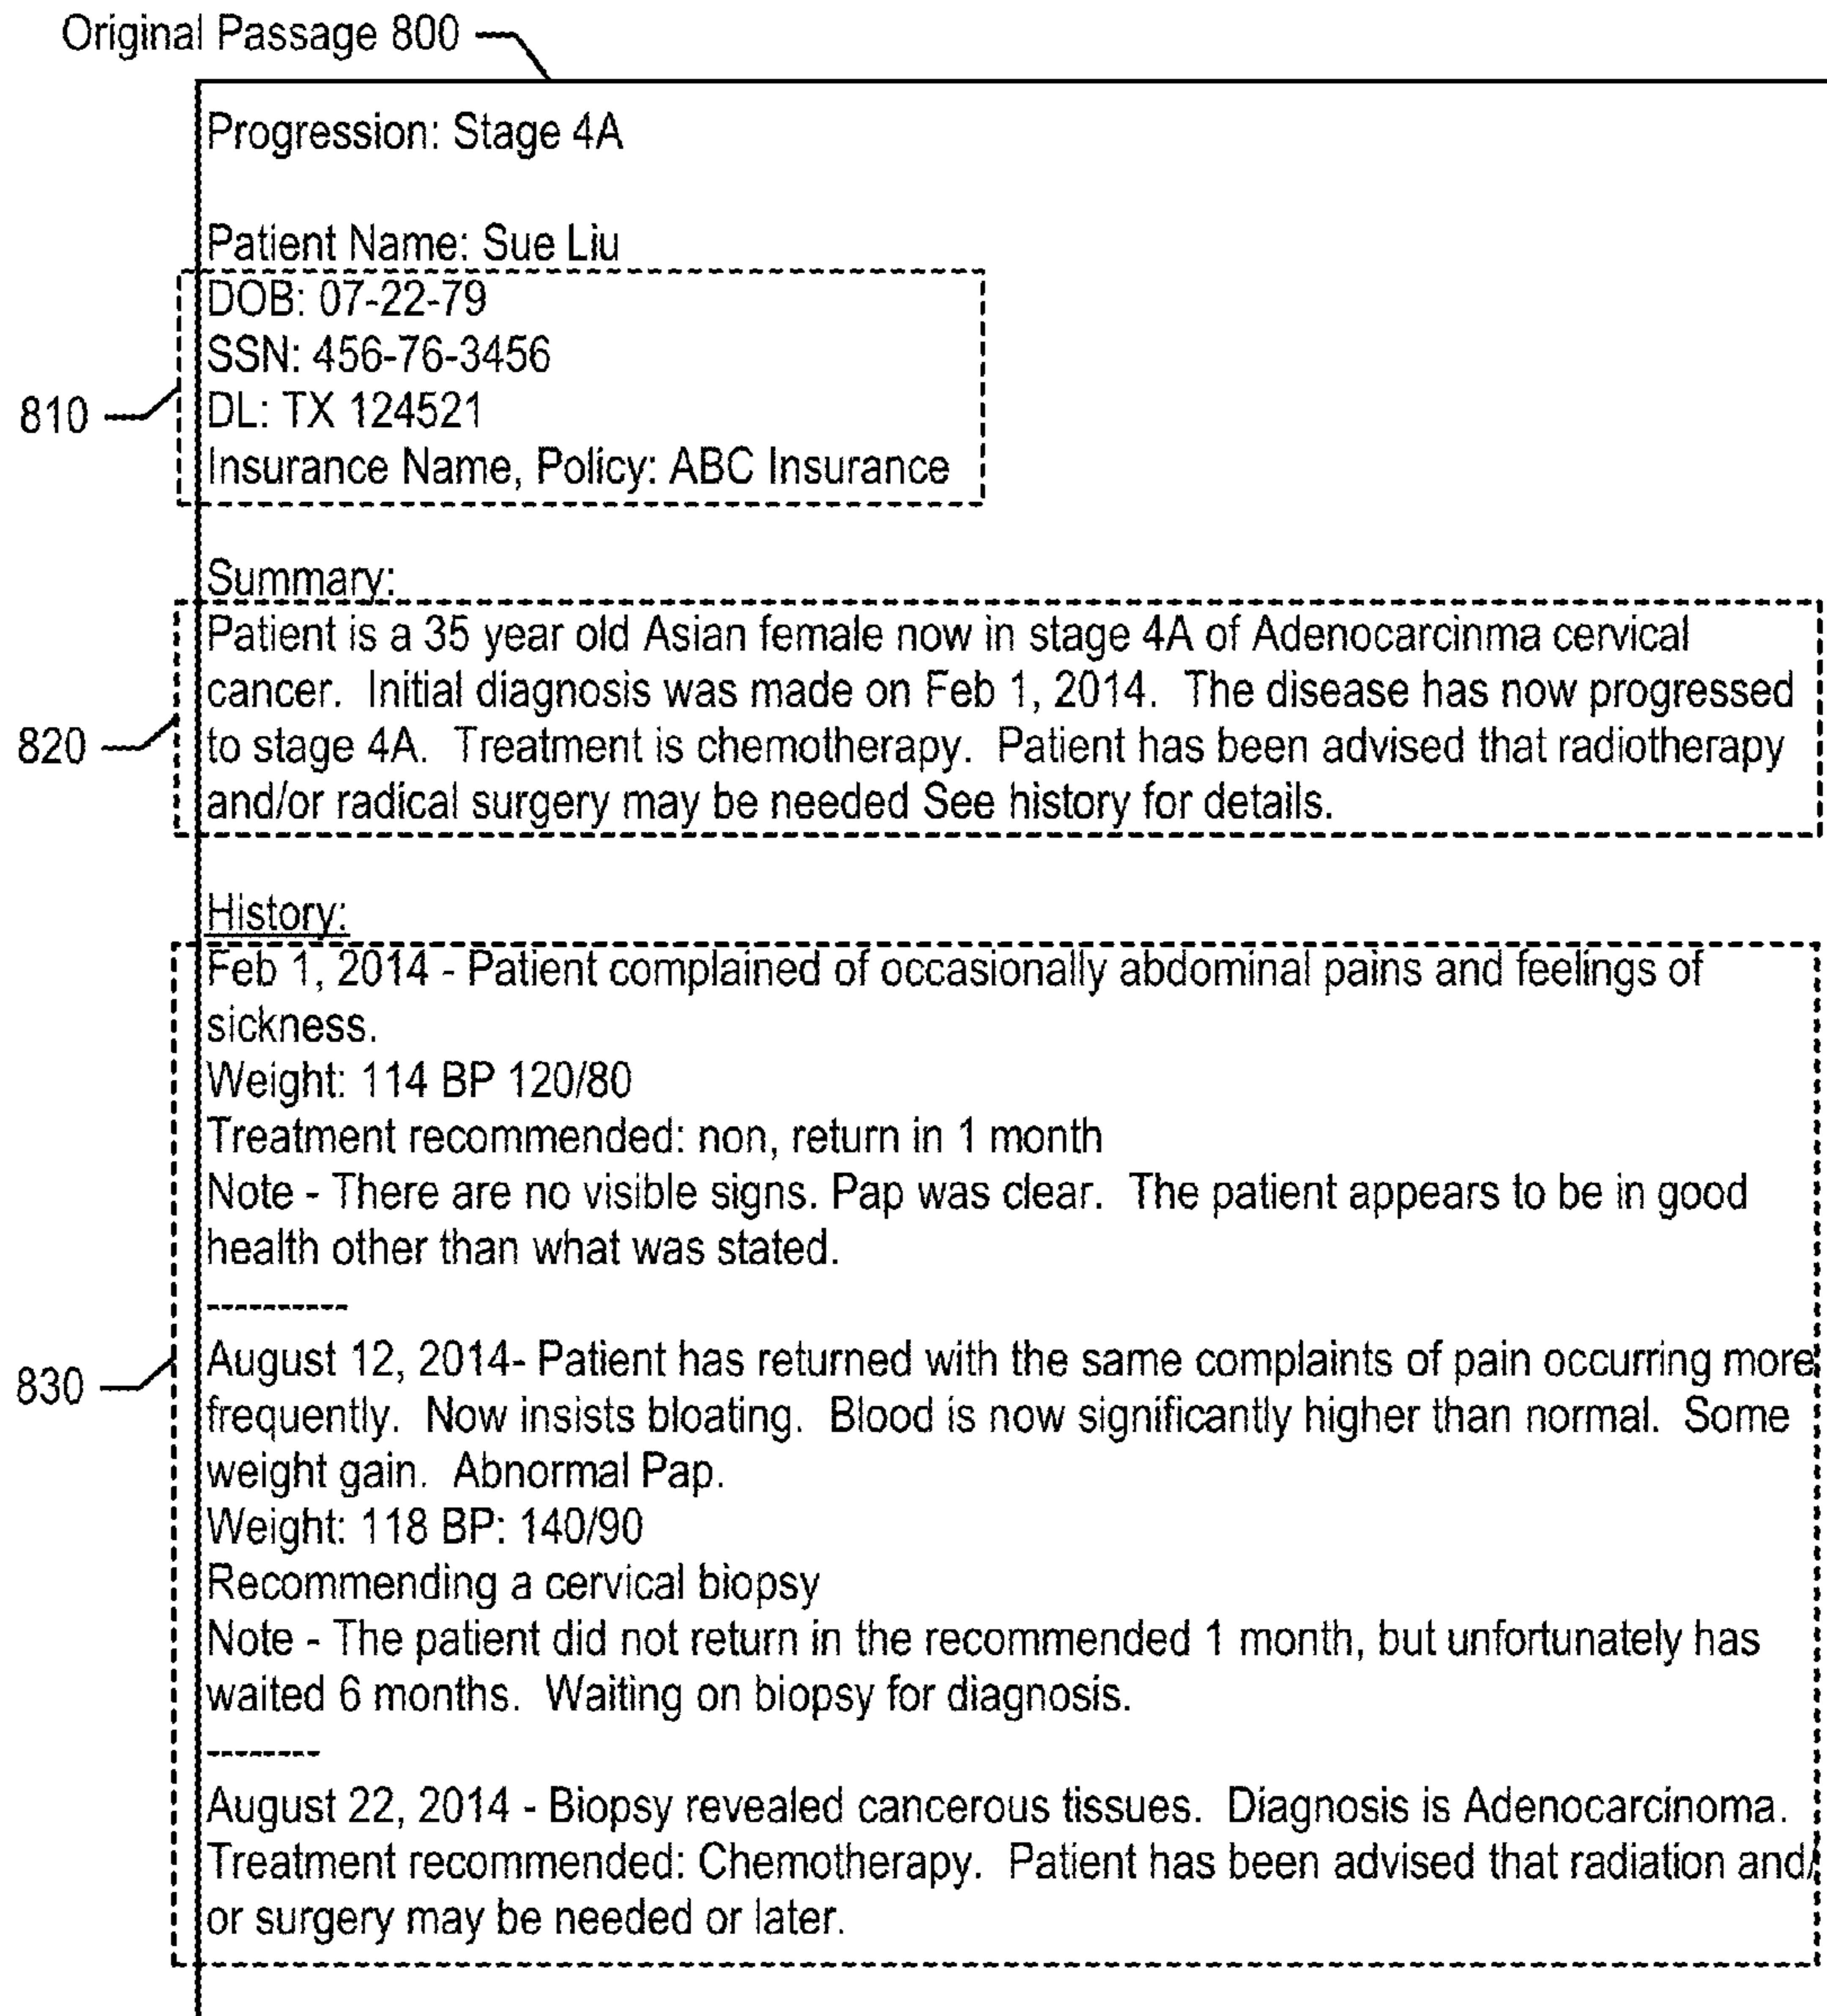 Original Passage 800
Progression: Stage 4A
Patient Name: Sue Liu
DOB: 07-22-79
SSN: 456-76-3456
810
DL: TX 124521
Insurance Name, Policy: ABC Insurance
Summary:
Patient is a 35 year old Asian female now in stage 4A of Adenocarcinma cervical
cancer. Initial diagnosis was made on Feb 1, 2014. The disease has now progressed
820
to stage 4A. Treatment is chemotherapy. Patient has been advised that radiotherapy
and/or radical surgery may be needed See history for details.
History:
Feb 1, 2014 - Patient complained of occasionally abdominal pains and feelings of
sickness.
Weight: 114 BP 120/80
Treatment recommended: non, return in 1 month
Note - There are no visible signs. Pap was clear. The patient appears to be in good
health other than what was stated.
----------
August 12, 2014- Patient has returned with the same complaints of pain occurring more
830
frequently. Now insists bloating. Blood is now significantly higher than normal. Some
weight gain. Abnormal Pap.
Weight: 118 BP: 140/90
Recommending a cervical biopsy
Note - The patient did not return in the recommended 1 month, but unfortunately has
waited 6 months. Waiting on biopsy for diagnosis.
--------
August 22, 2014 - Biopsy revealed cancerous tissues. Diagnosis is Adenocarcinoma.
Treatment recommended: Chemotherapy. Patient has been advised that radiation and/
or surgery may be needed or later.